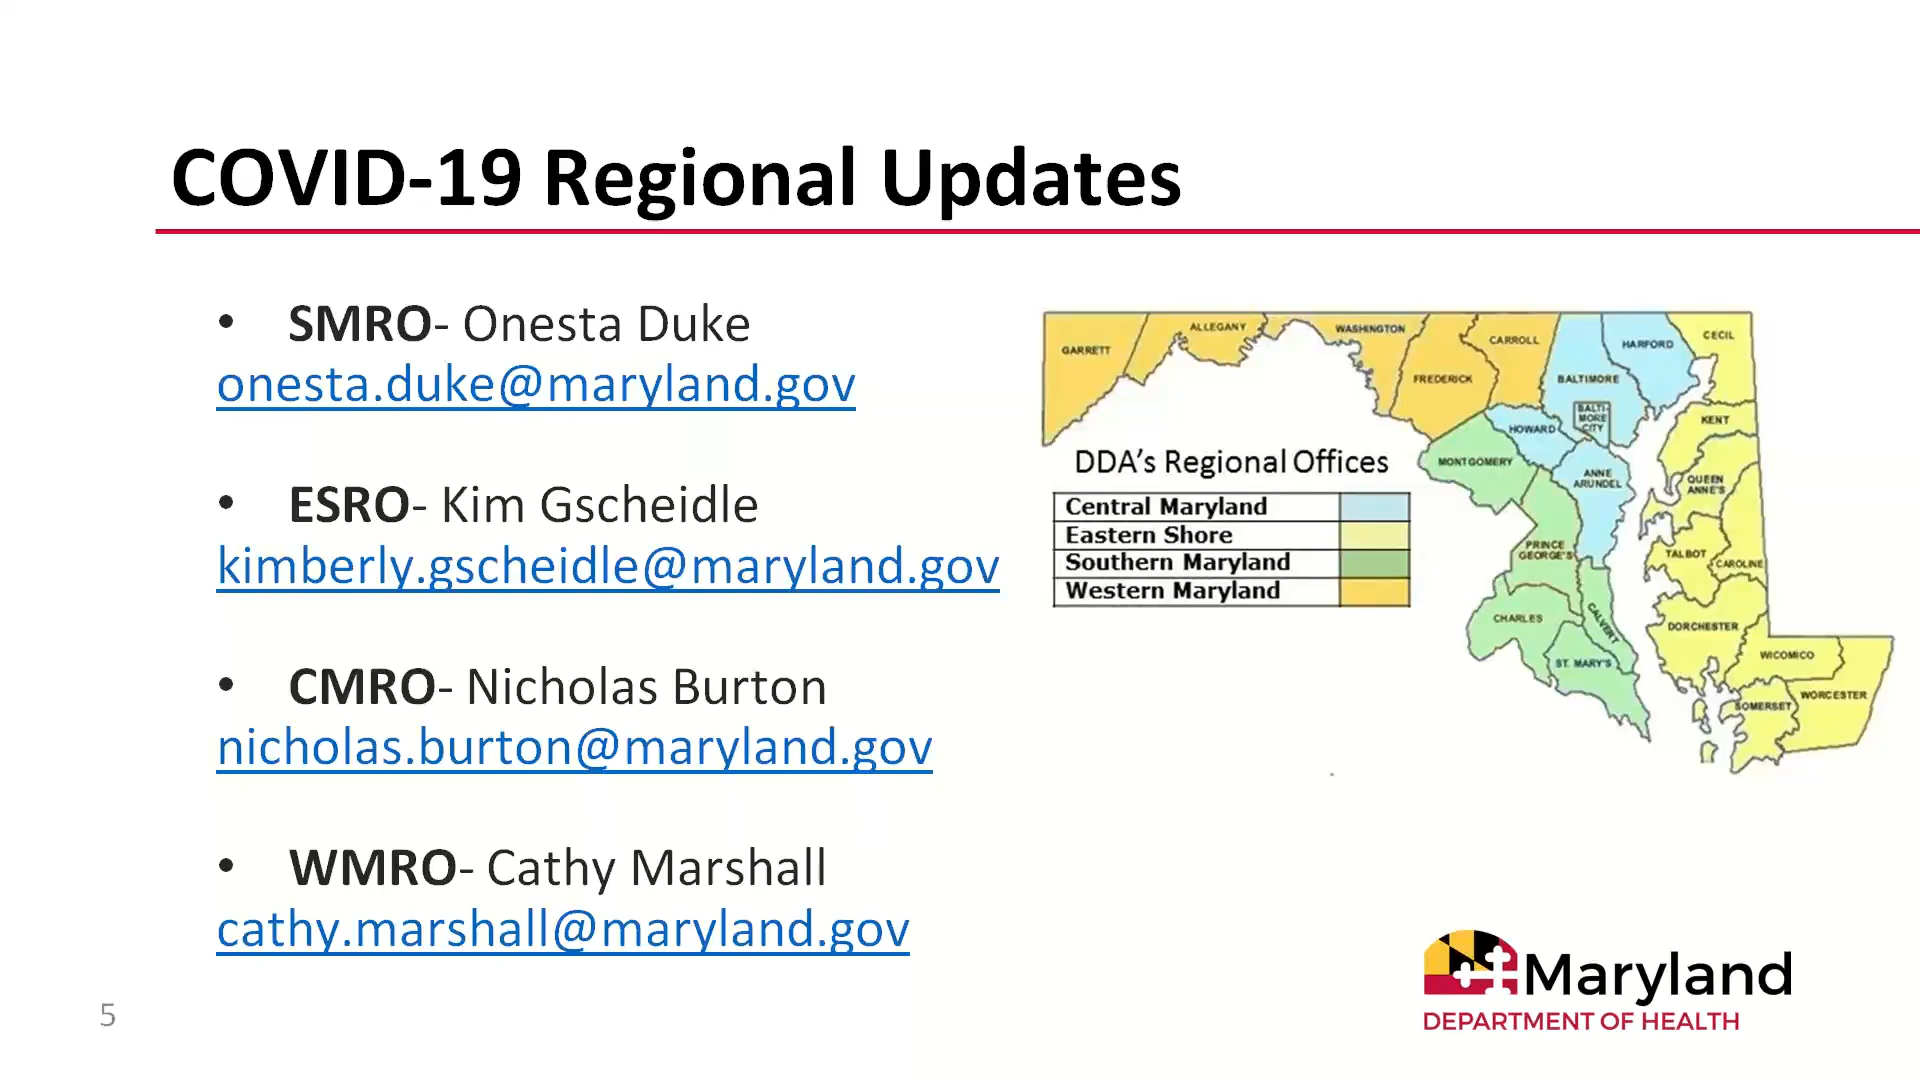 COVID-19 Regional Updates
• SMRO- Onesta Duke
onesta.duke@maryland.gov
• ESRO- Kim Gscheidle
kimberly.gscheidle@maryland.gov
• CMRO- Nicholas Burton
nicholas.burton@maryland.gov
• WMRO- Cathy Marshall
cathy.marshall@maryland.gov
GARRETT
ALLEGANY
WASHINGTON
FREDERICK
CARROLL
BALTIMORE
HARFORD
CECIL
BALTI-
MORE
CITY
HOWARD
KENT
MONTGOMERY
ANNE
ARUNDEL
QUEEN
ANNE'S
PRINCE
GEORGE'S
TALBOT
CAROLINE
CHARLES
CALVERT
DORCHESTER
ST. MARY'S
WICOMICO
WORCESTER
SOMERSET
DDA's Regional Offices
Central Maryland
Eastern Shore
Southern Maryland
Western Maryland
Maryland
DEPARTMENT OF HEALTH
5